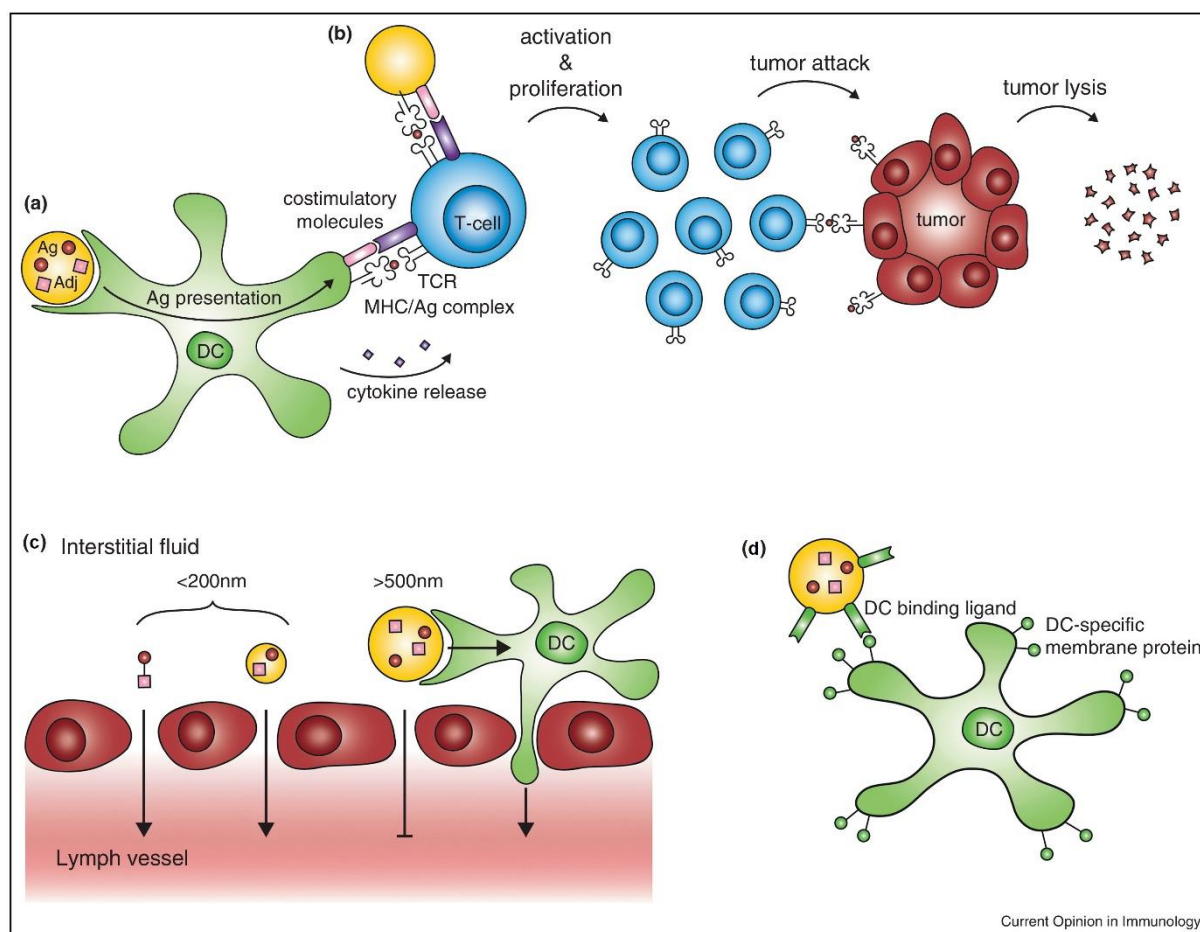 (b)
activation
&
proliferation
tumor attack
tumor lysis
(a)
costimulatory
molecules
T-cell
tumor
Ag
Adj
Ag presentation
TCR
MHC/Ag complex
DC
cytokine release
(c) Interstitial fluid
<200nm
>500nm
DC
Lymph vessel
(d)
DC binding ligand
DC-specific
membrane protein
DC
Current Opinion in Immunology